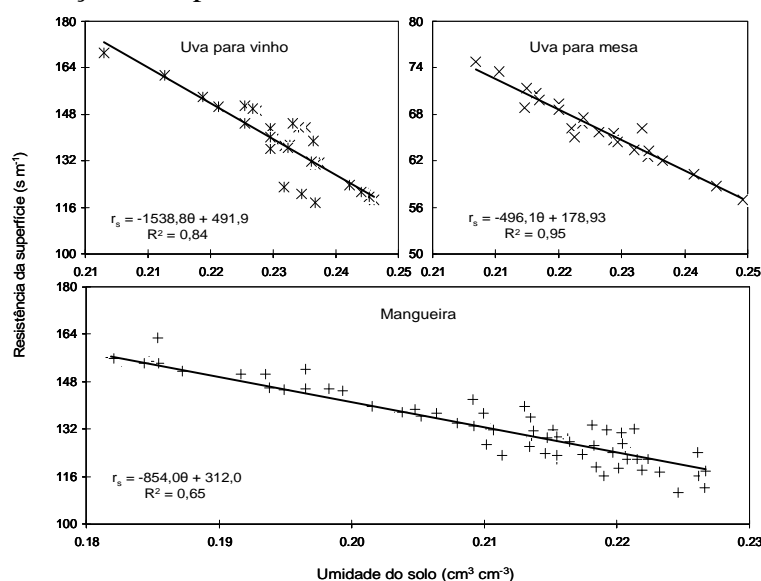 Resistência da superfície (s m⁻¹)
180
164
148
132
116
100
Uva para vinho
rₛ = -1538,8θ + 491,9
R² = 0,84
0.21 0.21 0.22 0.23 0.24 0.25
80
74
68
62
56
50
Uva para mesa
rₛ = -496,1θ + 178,93
R² = 0,95
0.21 0.21 0.22 0.23 0.24 0.25
180
164
148
132
116
100
Mangueira
rₛ = -854,0θ + 312,0
R² = 0,65
0.18 0.19 0.20 0.21 0.22 0.23
Umidade do solo (cm³ cm⁻³)